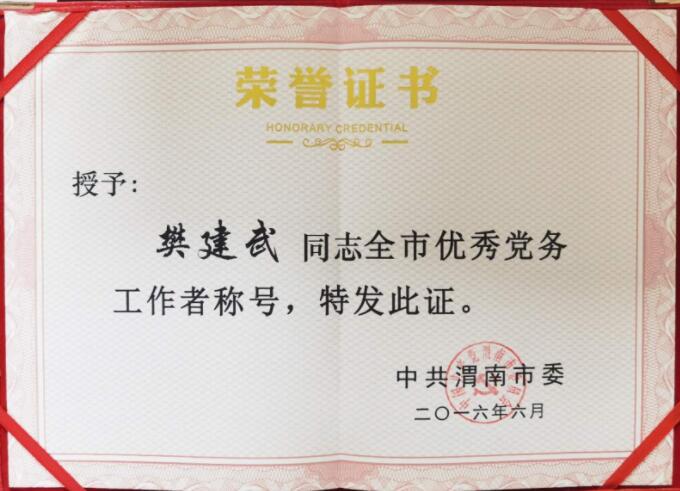 荣誉证书
HONORARY CREDENTIAL
授予:
樊建武 同志全市优秀党务
工作者称号，特发此证。
中共渭南市委
二〇一六年六月